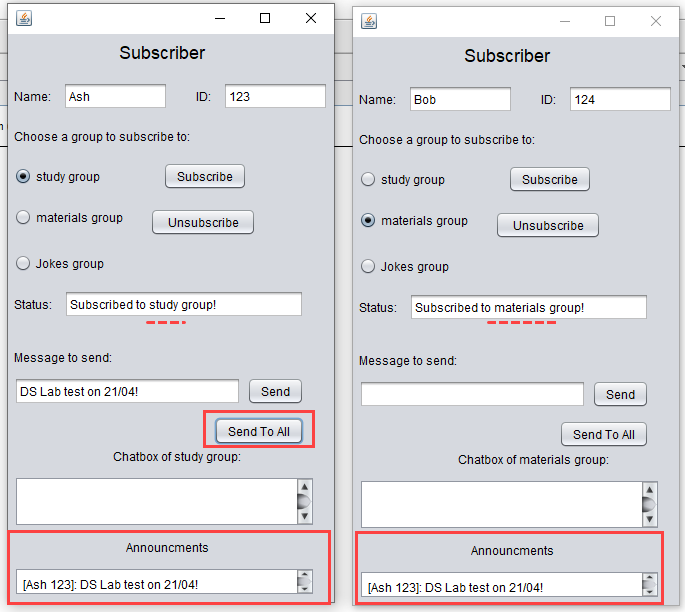 Subscriber
Name: Ash ID: 123
Choose a group to subscribe to:
study group Subscribe
materials group Unsubscribe
Jokes group
Status: Subscribed to study group!
Message to send:
DS Lab test on 21/04! Send
Send To All
Chatbox of study group:
Announcments
[Ash 123]: DS Lab test on 21/04!
Subscriber
Name: Bob ID: 124
Choose a group to subscribe to:
study group Subscribe
materials group Unsubscribe
Jokes group
Status: Subscribed to materials group!
Message to send:
Send
Send To All
Chatbox of materials group:
Announcments
[Ash 123]: DS Lab test on 21/04!